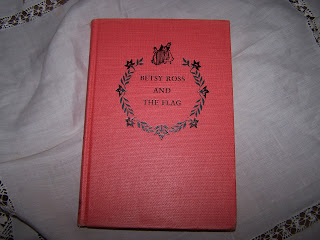 BETSY ROSS
AND
THE FLAG